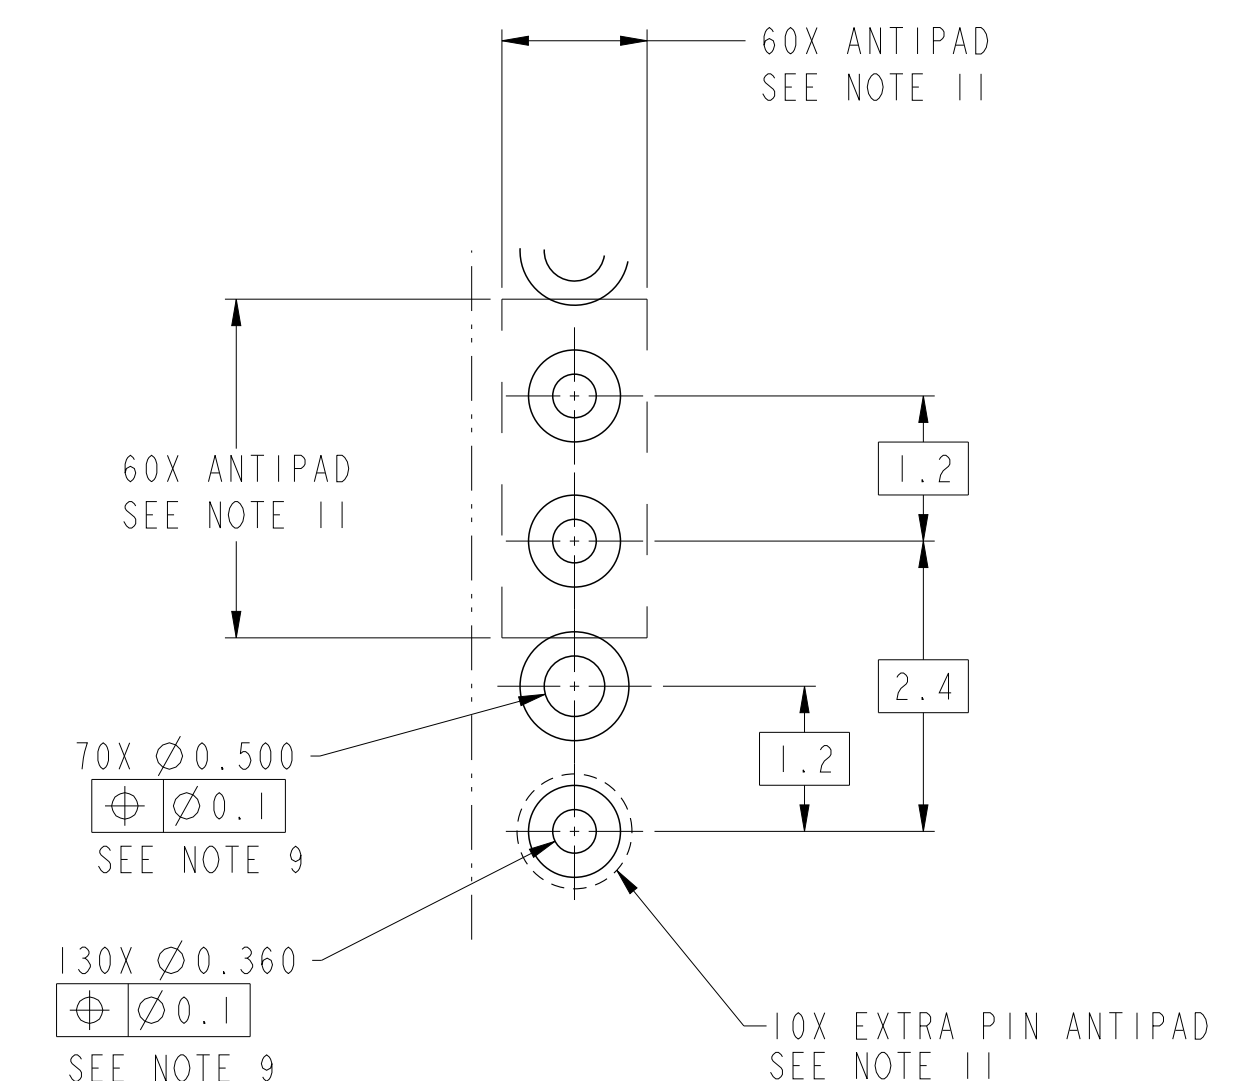 60X ANTIPAD
SEE NOTE 11
60X ANTIPAD
SEE NOTE 11
1.2
2.4
1.2
70X ⌀0.500
⌖ ⌀0.1
SEE NOTE 9
130X ⌀0.360
⌖ ⌀0.1
SEE NOTE 9
10X EXTRA PIN ANTIPAD
SEE NOTE 11